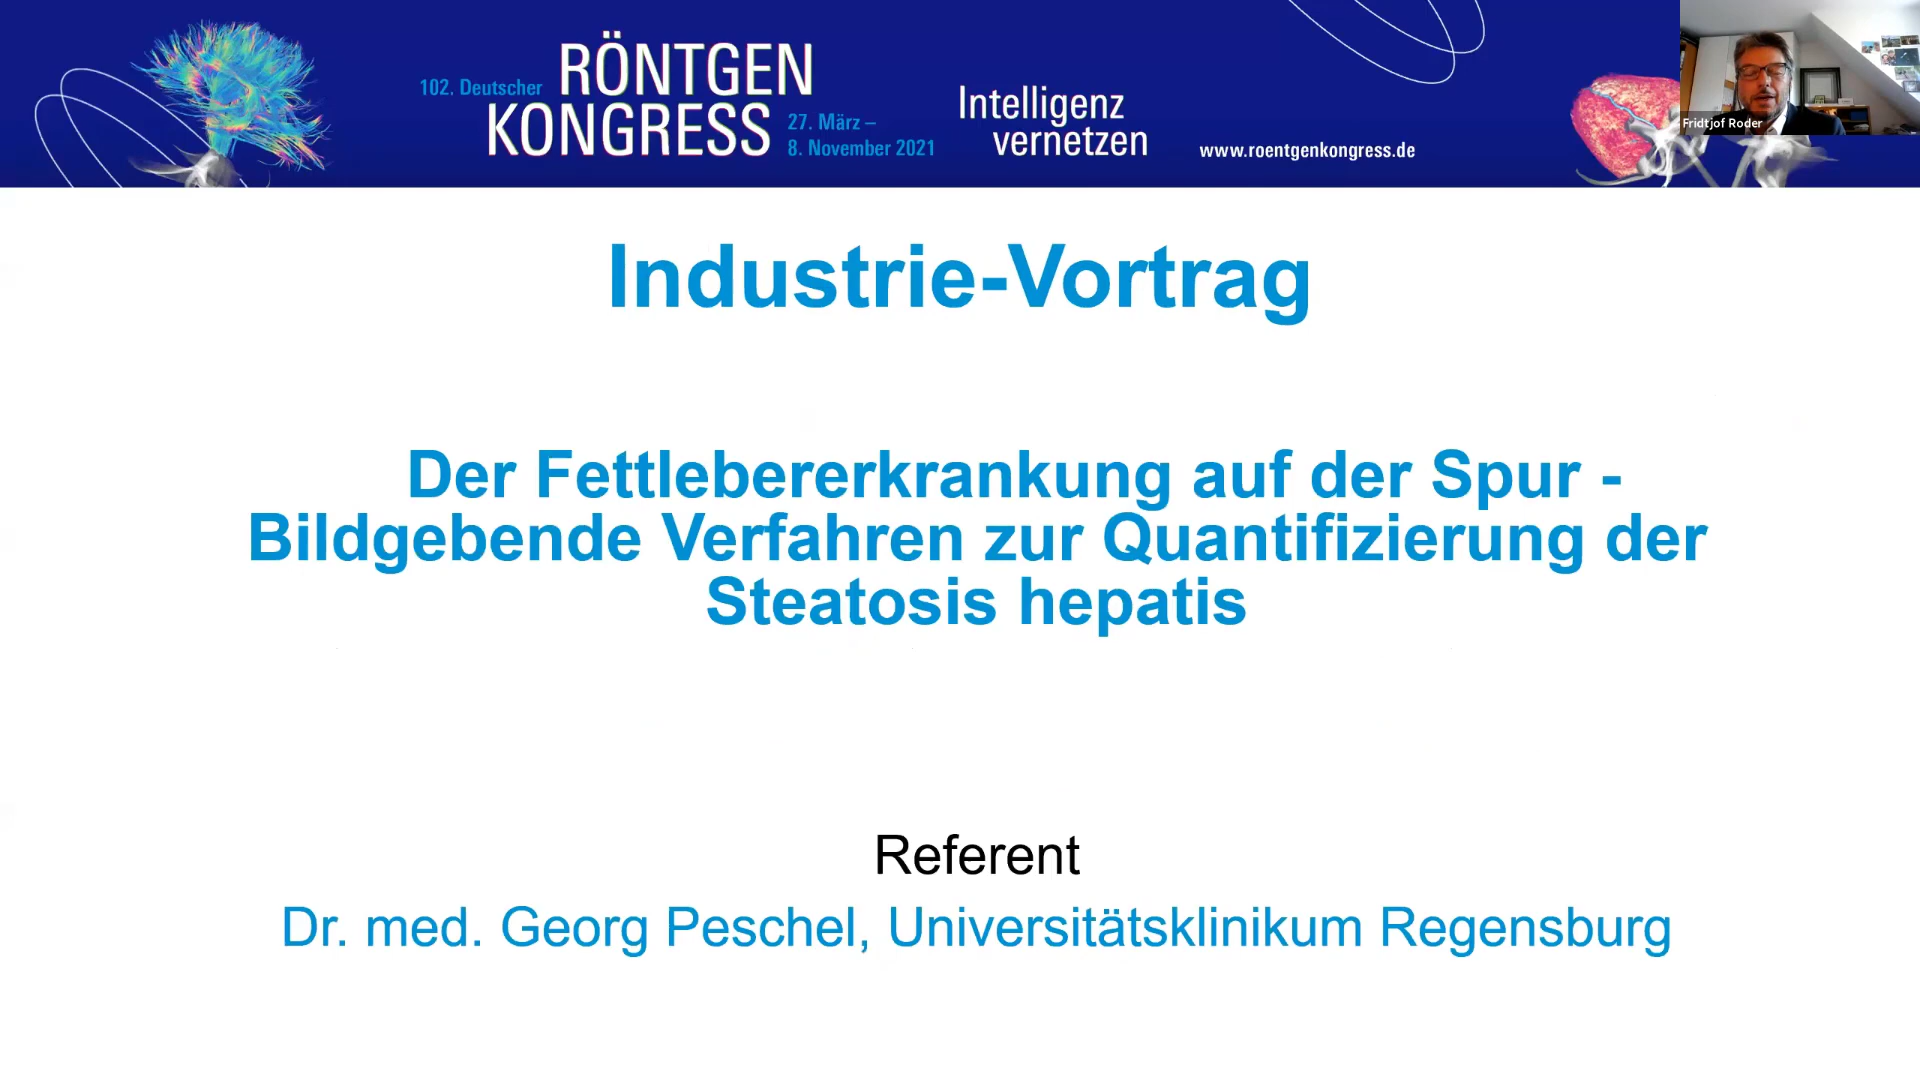 102. Deutscher RÖNTGEN
KONGRESS
27. März –
8. November 2021
Intelligenz
vernetzen
www.roentgenkongress.de
Fridtjof Roder
Industrie-Vortrag
Der Fettlebererkrankung auf der Spur -
Bildgebende Verfahren zur Quantifizierung der
Steatosis hepatis
Referent
Dr. med. Georg Peschel, Universitätsklinikum Regensburg